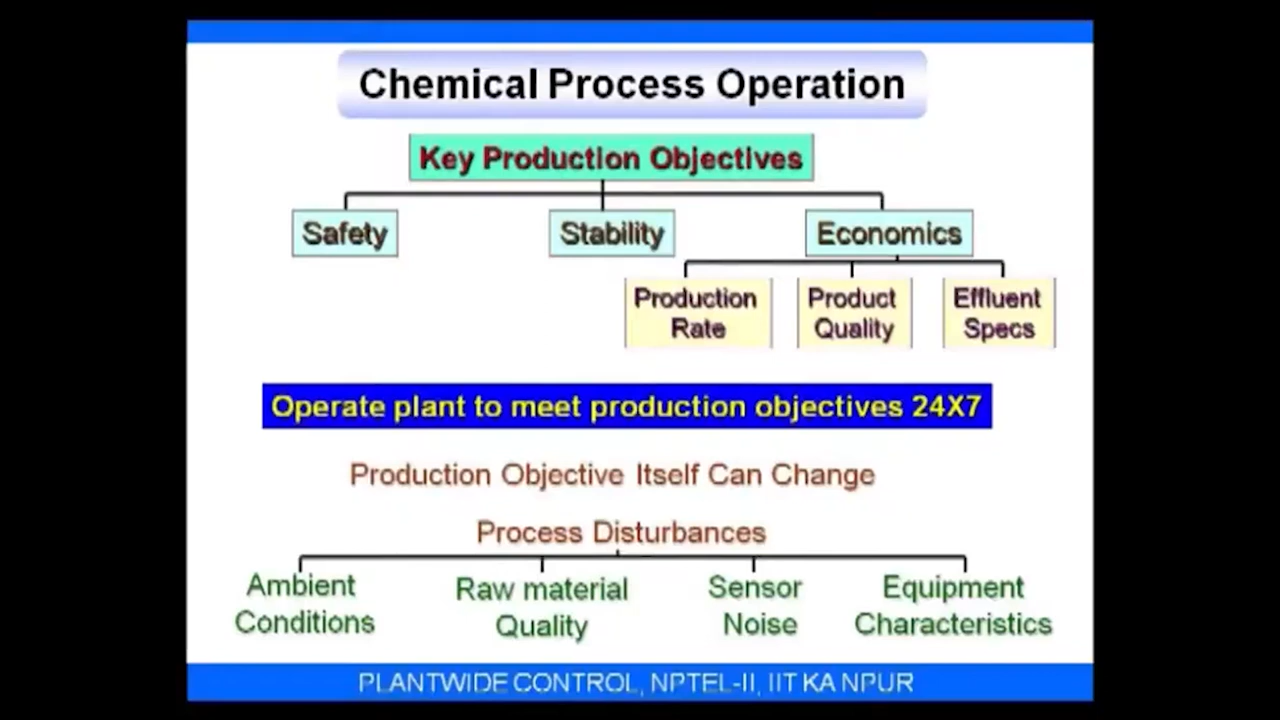 Chemical Process Operation
Key Production Objectives
Safety
Stability
Economics
Production
Rate
Product
Quality
Effluent
Specs
Operate plant to meet production objectives 24X7
Production Objective Itself Can Change
Process Disturbances
Ambient
Conditions
Raw material
Quality
Sensor
Noise
Equipment
Characteristics
PLANTWIDE CONTROL, NPTEL-II, IIT KANPUR